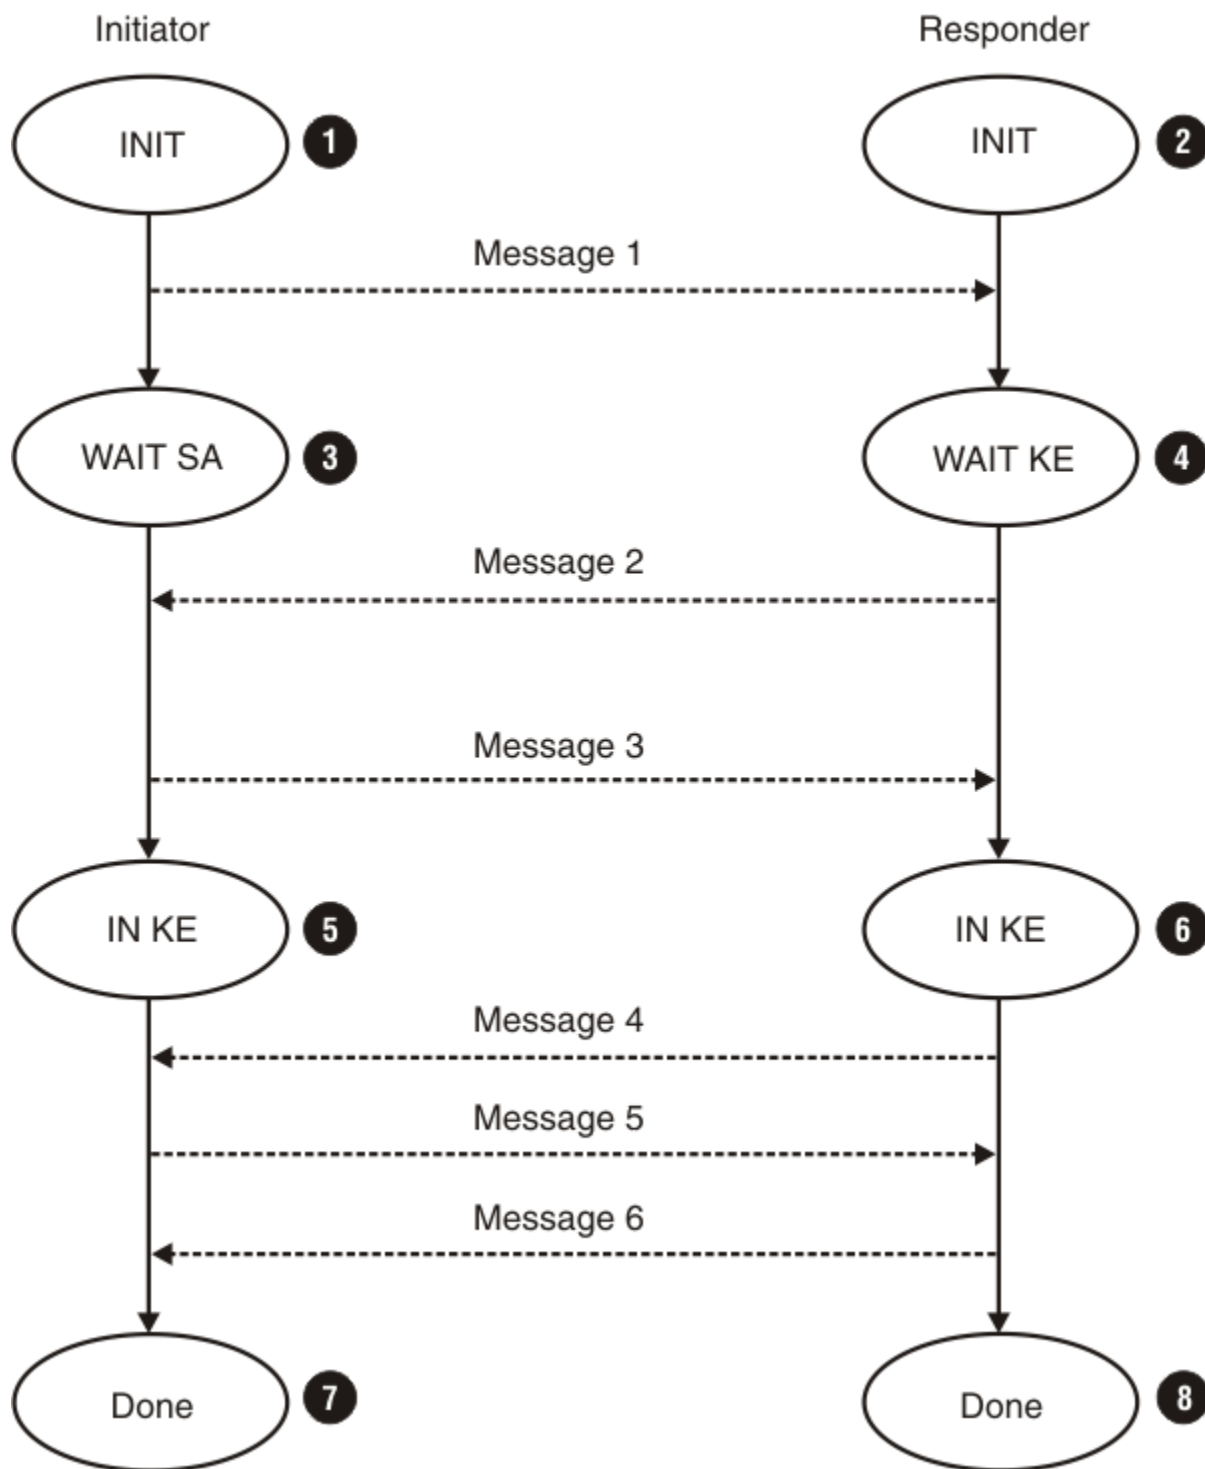 Initiator
Responder
INIT
1
INIT
2
Message 1
WAIT SA
3
WAIT KE
4
Message 2
Message 3
IN KE
5
IN KE
6
Message 4
Message 5
Message 6
Done
7
Done
8